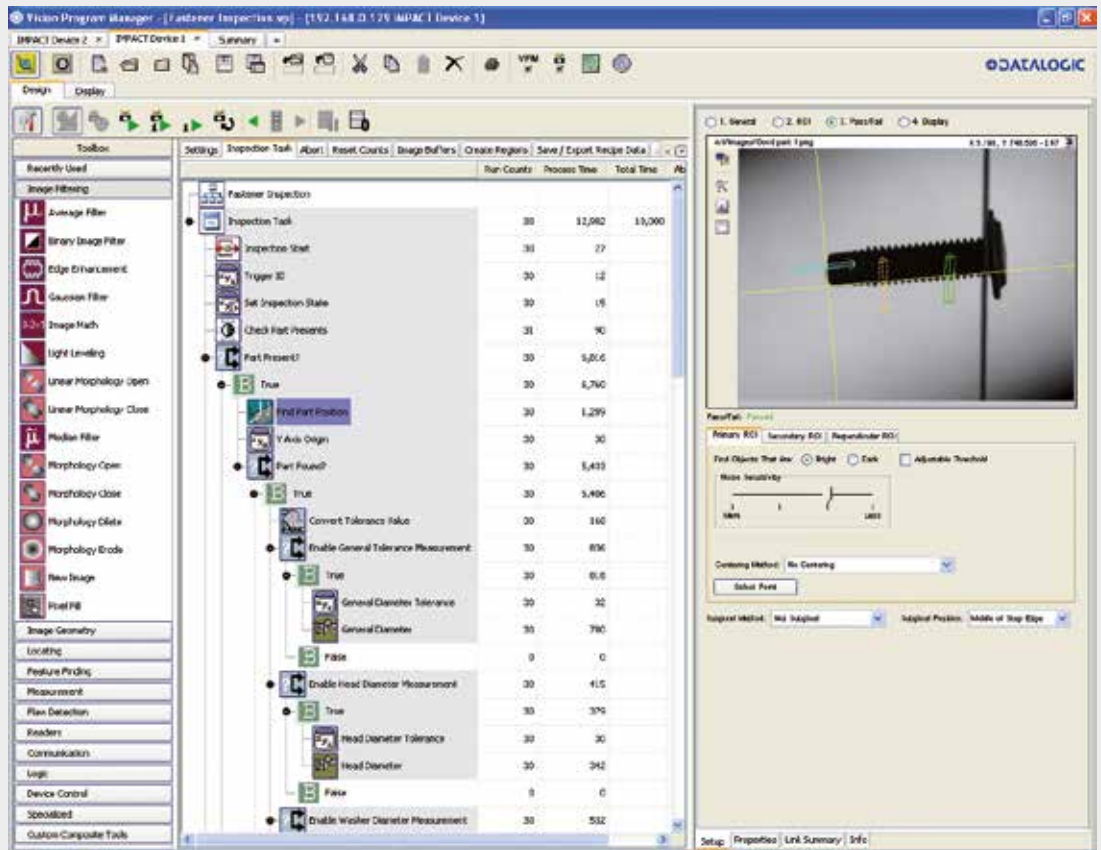 Vision Program Manager - [Fastener Inspection.vp] - [192.168.0.129 IMPACT Device 1]
IMPACT Device 2
IMPACT Device 1
Summary
DATALOGIC
Design
Display
Toolbox
Recently Used
Image Filtering
Average Filter
Binary Image Filter
Edge Enhancement
Gaussian Filter
Image Math
Light Leveling
Linear Morphology Open
Linear Morphology Close
Median Filter
Morphology Open
Morphology Close
Morphology Dilate
Morphology Erode
New Image
Pixel Fill
Image Geometry
Locating
Feature Finding
Measurement
Flaw Detection
Readers
Communication
Logic
Device Control
Specialized
Custom Composite Tools
Settings Inspection Task Abort Reset Counts Image Buffers Create Regions Save / Export Recipe Data
Run Counts Process Time Total Time Ab
Fastener Inspection
Inspection Task 30 10,000
Inspection Start 30 27
Trigger ID 30 12
Set Inspection State 30 15
Check Part Presents 31 90
Part Present? 30
True 30 6,760
Find Part Position 30 1,299
Y Axis Origin 30 30
Part Found? 30 5,433
True 30 5,406
Convert Tolerance Value 30 160
Enable General Tolerance Measurement 30 836
True 30 818
General Diameter Tolerance 30 32
General Diameter 30 780
False 0 0
Enable Head Diameter Measurement 30 415
True 30 379
Head Diameter Tolerance 30 30
Head Diameter 30 342
False 0 0
Enable Washer Diameter Measurement 30 502
1. General 2. ROI 3. Pass/Fail 4. Display
Pass/Fail: Passed
Primary ROI Secondary ROI Perpendicular ROI
Find Objects That Are: Bright Dark Adjustable Threshold
Noise Sensitivity
Centering Method: No Centering
Select Point
Subpixel Method: Not Subpixel Subpixel Position: Middle of Step Edge
Setup Properties Link Summary Info